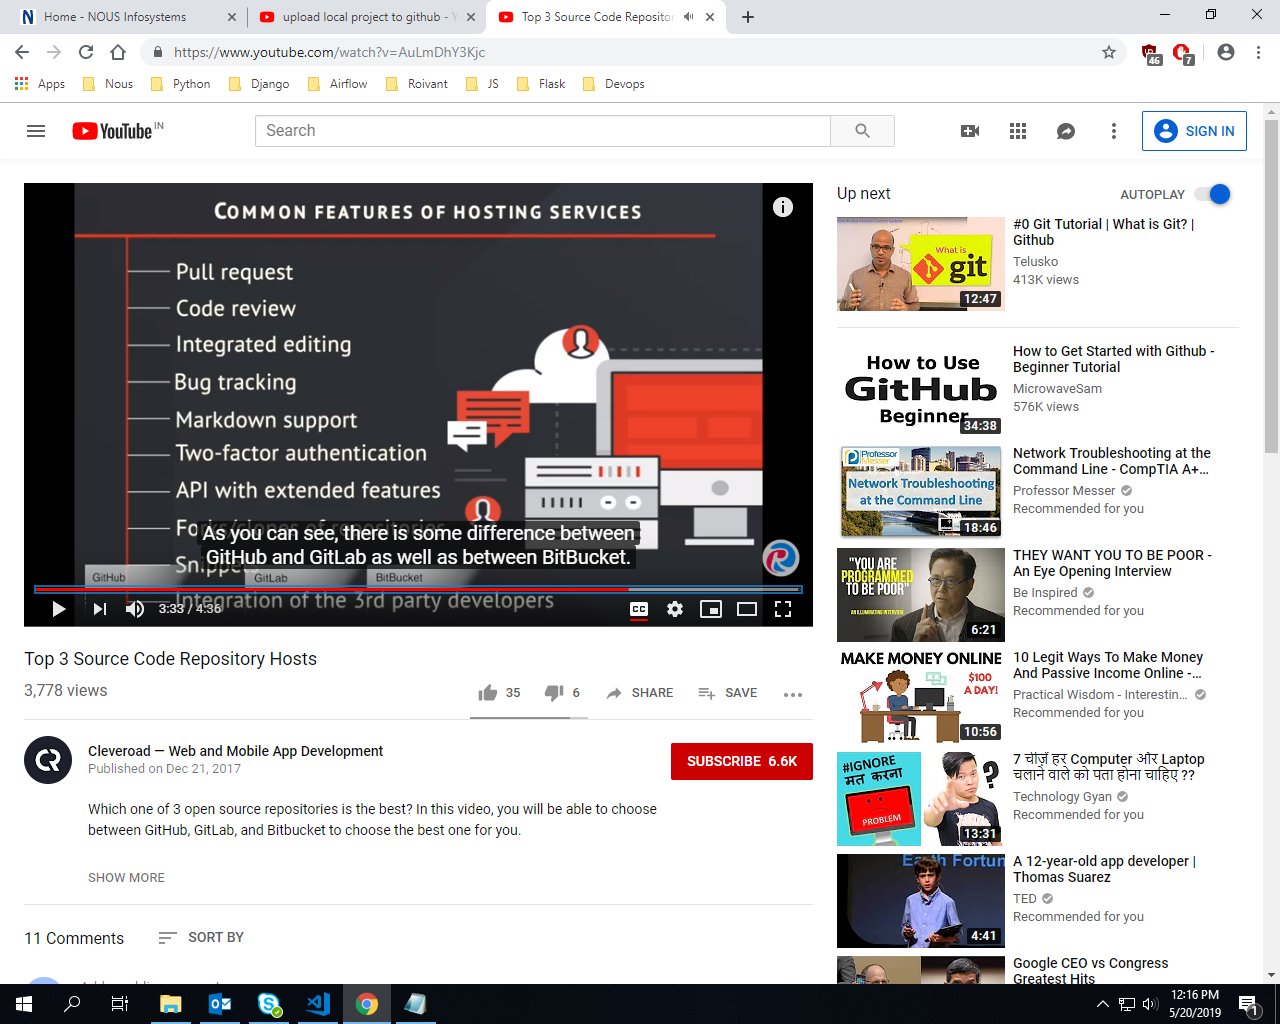 Home - NOUS Infosystems
upload local project to github - Y
Top 3 Source Code Repositor
https://www.youtube.com/watch?v=AuLmDhY3Kjc
46
7
Apps
Nous
Python
Django
Airflow
Roivant
JS
Flask
Devops
YouTube IN
Search
SIGN IN
COMMON FEATURES OF HOSTING SERVICES
Pull request
Code review
Integrated editing
Bug tracking
Markdown support
Two-factor authentication
API with extended features
Forks/clones of repositories
Snippets
As you can see, there is some difference between
GitHub and GitLab as well as between BitBucket.
GitHub
GitLab
BitBucket
Integration of the 3rd party developers
3:33 / 4:36
CC
Top 3 Source Code Repository Hosts
3,778 views
35
6
SHARE
SAVE
Cleveroad — Web and Mobile App Development
Published on Dec 21, 2017
SUBSCRIBE 6.6K
Which one of 3 open source repositories is the best? In this video, you will be able to choose
between GitHub, GitLab, and Bitbucket to choose the best one for you.
SHOW MORE
11 Comments
SORT BY
Up next
AUTOPLAY
What is
git
12:47
#0 Git Tutorial | What is Git? |
Github
Telusko
413K views
How to Use
GitHub
Beginner
34:38
How to Get Started with Github -
Beginner Tutorial
MicrowaveSam
576K views
Professor
Messer
Network Troubleshooting
at the Command Line
18:46
Network Troubleshooting at the
Command Line - CompTIA A+...
Professor Messer
Recommended for you
"YOU ARE
PROGRAMMED
TO BE POOR"
AN ILLUMINATING INTERVIEW
6:21
THEY WANT YOU TO BE POOR -
An Eye Opening Interview
Be Inspired
Recommended for you
MAKE MONEY ONLINE
$100
A DAY!
10:56
10 Legit Ways To Make Money
And Passive Income Online -...
Practical Wisdom - Interestin...
Recommended for you
#IGNORE
मत करना
PROBLEM
?
13:31
7 चीज़ें हर Computer और Laptop
चलाने वाले को पता होना चाहिए ??
Technology Gyan
Recommended for you
Earth Fortun
4:41
A 12-year-old app developer |
Thomas Suarez
TED
Recommended for you
Google CEO vs Congress
Greatest Hits
12:16 PM
5/20/2019
1